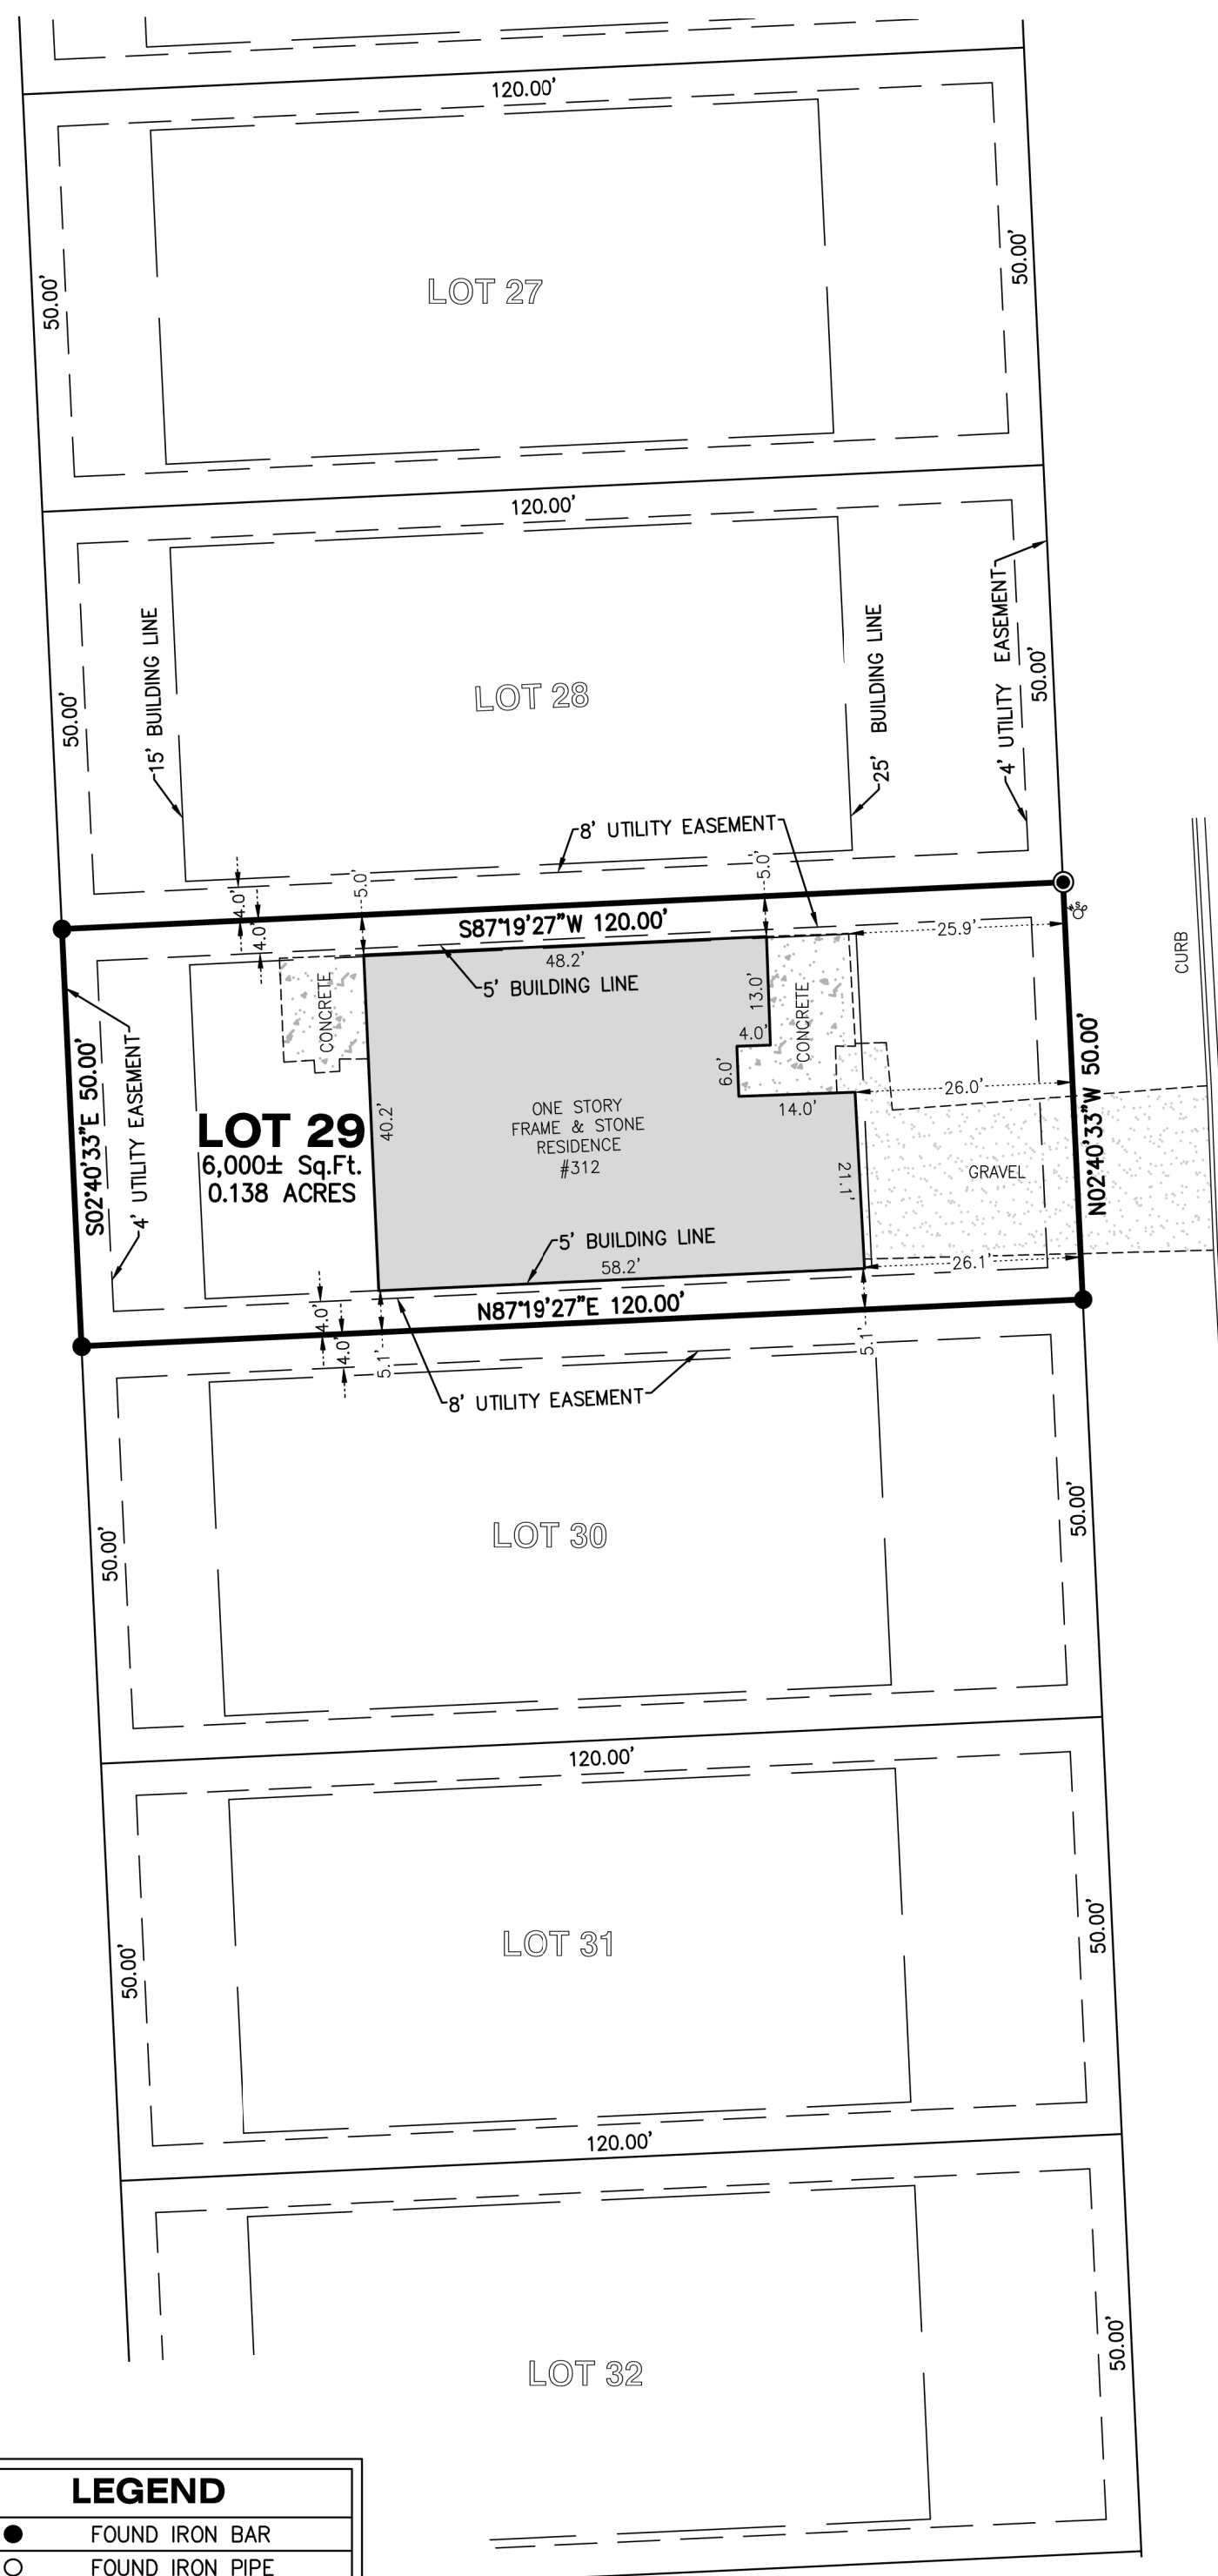 120.00'
50.00'
50.00'
LOT 27
120.00'
15' BUILDING LINE
25' BUILDING LINE
4' UTILITY EASEMENT
50.00'
50.00'
LOT 28
8' UTILITY EASEMENT
4.0'
4.0'
5.0'
5.0'
S87°19'27"W 120.00'
25.9'
CURB
48.2'
5' BUILDING LINE
CONCRETE
13.0'
CONCRETE
4.0'
6.0'
14.0'
26.0'
S02°40'33"E 50.00'
4' UTILITY EASEMENT
LOT 29
6,000± Sq.Ft.
0.138 ACRES
40.2'
ONE STORY
FRAME & STONE
RESIDENCE
#312
21.1'
GRAVEL
N02°40'33"W 50.00'
5' BUILDING LINE
58.2'
26.1'
N87°19'27"E 120.00'
4.0'
4.0'
5.1'
5.1'
8' UTILITY EASEMENT
50.00'
50.00'
LOT 30
120.00'
50.00'
50.00'
LOT 31
120.00'
50.00'
LOT 32
LEGEND
FOUND IRON BAR
FOUND IRON PIPE